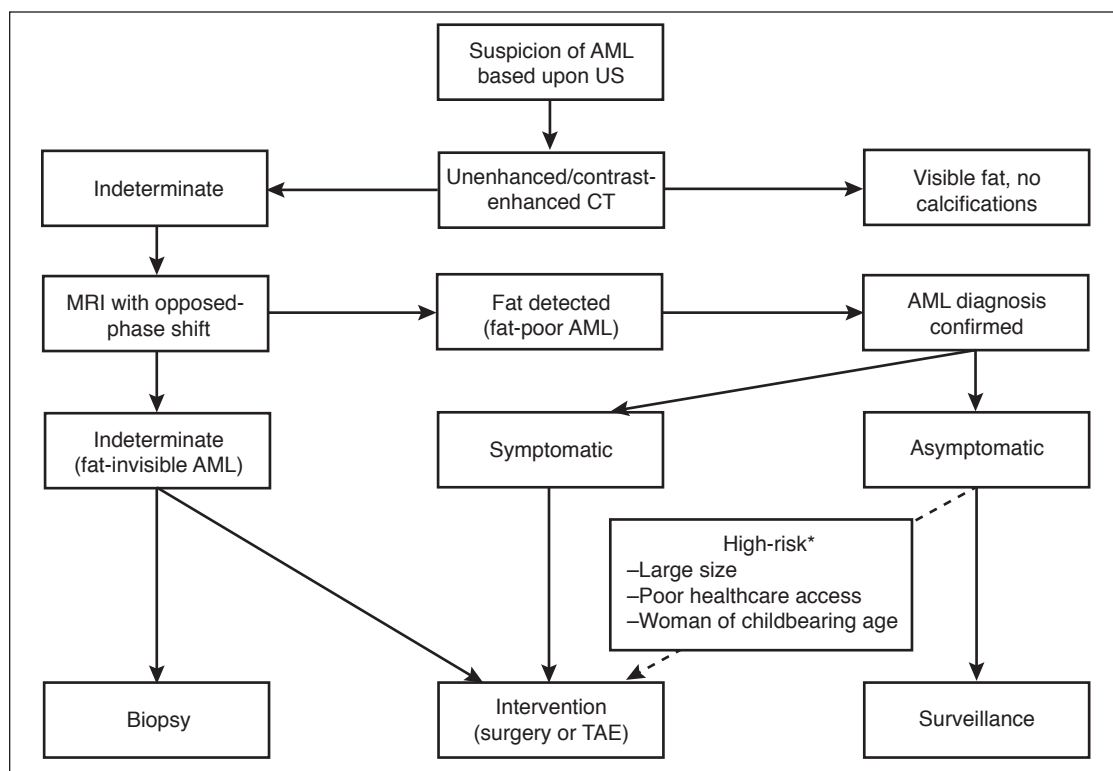 Suspicion of AML
based upon US
Indeterminate
Unenhanced/contrast-
enhanced CT
Visible fat, no
calcifications
MRI with opposed-
phase shift
Fat detected
(fat-poor AML)
AML diagnosis
confirmed
Indeterminate
(fat-invisible AML)
Symptomatic
Asymptomatic
High-risk*
–Large size
–Poor healthcare access
–Woman of childbearing age
Biopsy
Intervention
(surgery or TAE)
Surveillance